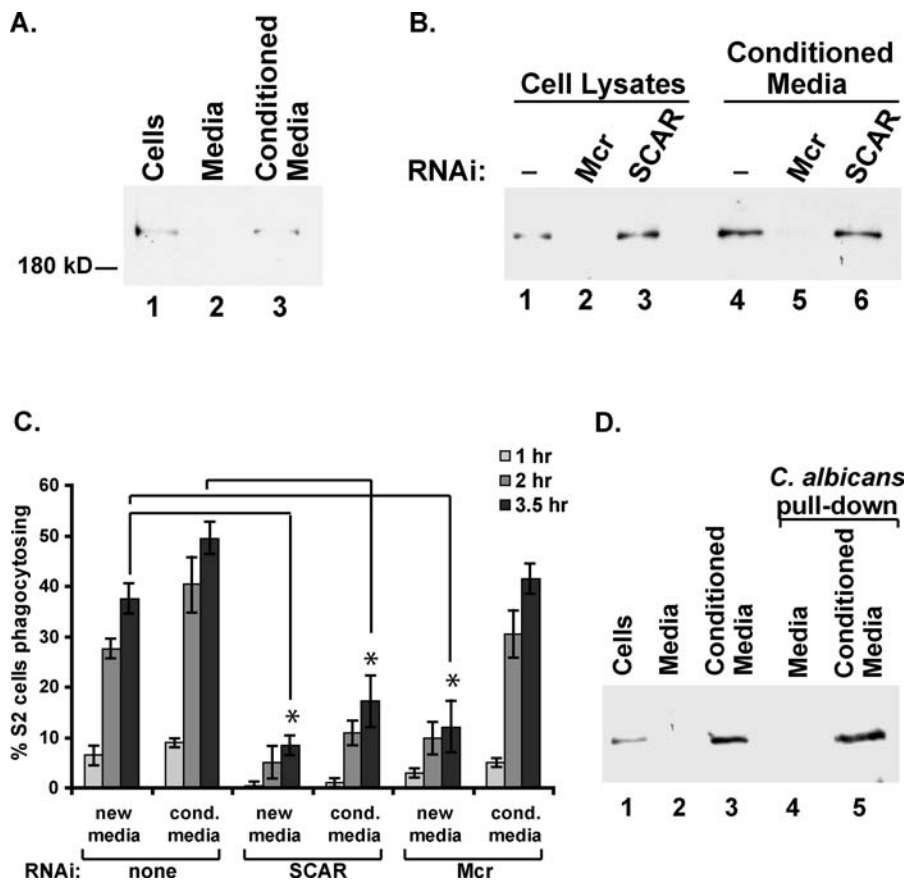 A.
Cells
Media
Conditioned
Media
180 kD
1 2 3
B.
Cell Lysates
Conditioned
Media
RNAi:
– Mcr SCAR – Mcr SCAR
1 2 3 4 5 6
C.
1 hr
2 hr
3.5 hr
% S2 cells phagocytosing
60
50
40
30
20
10
0
* * *
new media
cond. media
new media
cond. media
new media
cond. media
RNAi: none SCAR Mcr
D.
C. albicans
pull-down
Cells
Media
Conditioned
Media
Media
Conditioned
Media
1 2 3 4 5